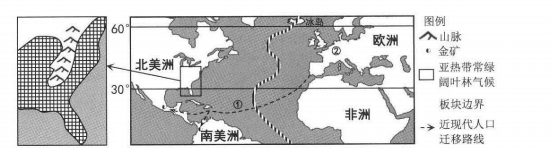 60°
冰岛
北美洲
②
欧洲
30°
①
非洲
南美洲
图例
山脉
金矿
亚热带常绿
阔叶林气候
板块边界
近现代人口
迁移路线